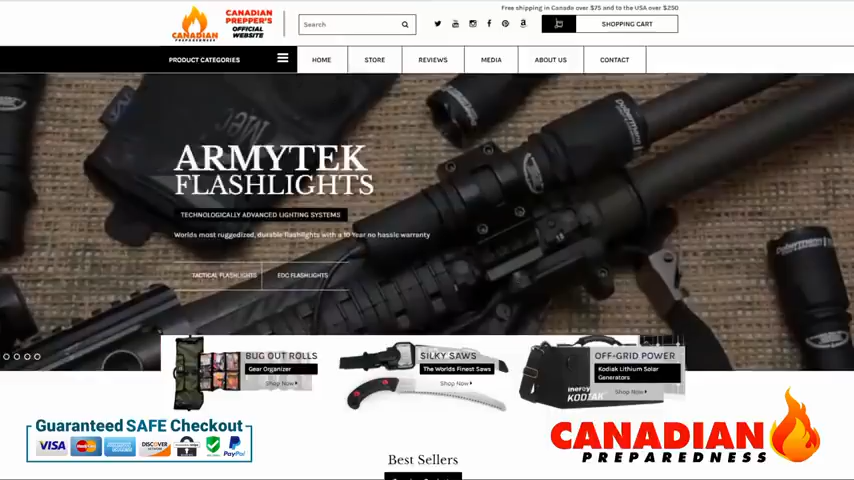 Free shipping in Canada over $75 and to the USA over $250
CANADIAN
PREPAREDNESS
CANADIAN
PREPPER'S
OFFICIAL
WEBSITE
Search
SHOPPING CART
PRODUCT CATEGORIES
HOME
STORE
REVIEWS
MEDIA
ABOUT US
CONTACT
ARMYTEK
FLASHLIGHTS
TECHNOLOGICALLY ADVANCED LIGHTING SYSTEMS
Worlds most ruggedized, durable flashlights with a 10 Year no hassle warranty
TACTICAL FLASHLIGHTS
EDC FLASHLIGHTS
BUG OUT ROLLS
Gear Organizer
Shop Now
SILKY SAWS
The Worlds Finest Saws
Shop Now
OFF-GRID POWER
Kodiak Lithium Solar
Generators
Shop Now
inergy
KODIAK
Guaranteed SAFE Checkout
VISA
MasterCard
DISCOVER
PayPal
CANADIAN
PREPAREDNESS
Best Sellers